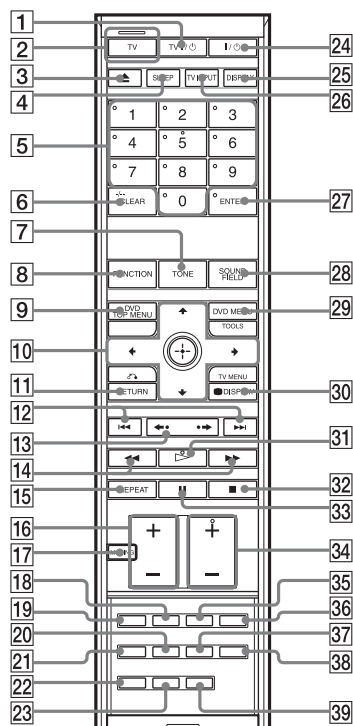 1
2 TV TV I/⏻ I/⏻ 24
3 DISPLAY 25
4 SLEEP TV INPUT 26
1 2 3
5 4 5 6
7 8 9
6 -/-- CLEAR 0 ENTER 27
7
8 FUNCTION TONE SOUND FIELD 28
9 DVD TOP MENU DVD MENU 29
TOOLS
10
TV MENU
11 RETURN DISPLAY 30
12
13 31
14
15 REPEAT 32
33
16 + +
17 34
− −
18 35
19 36
20 37
21 38
22
23 39